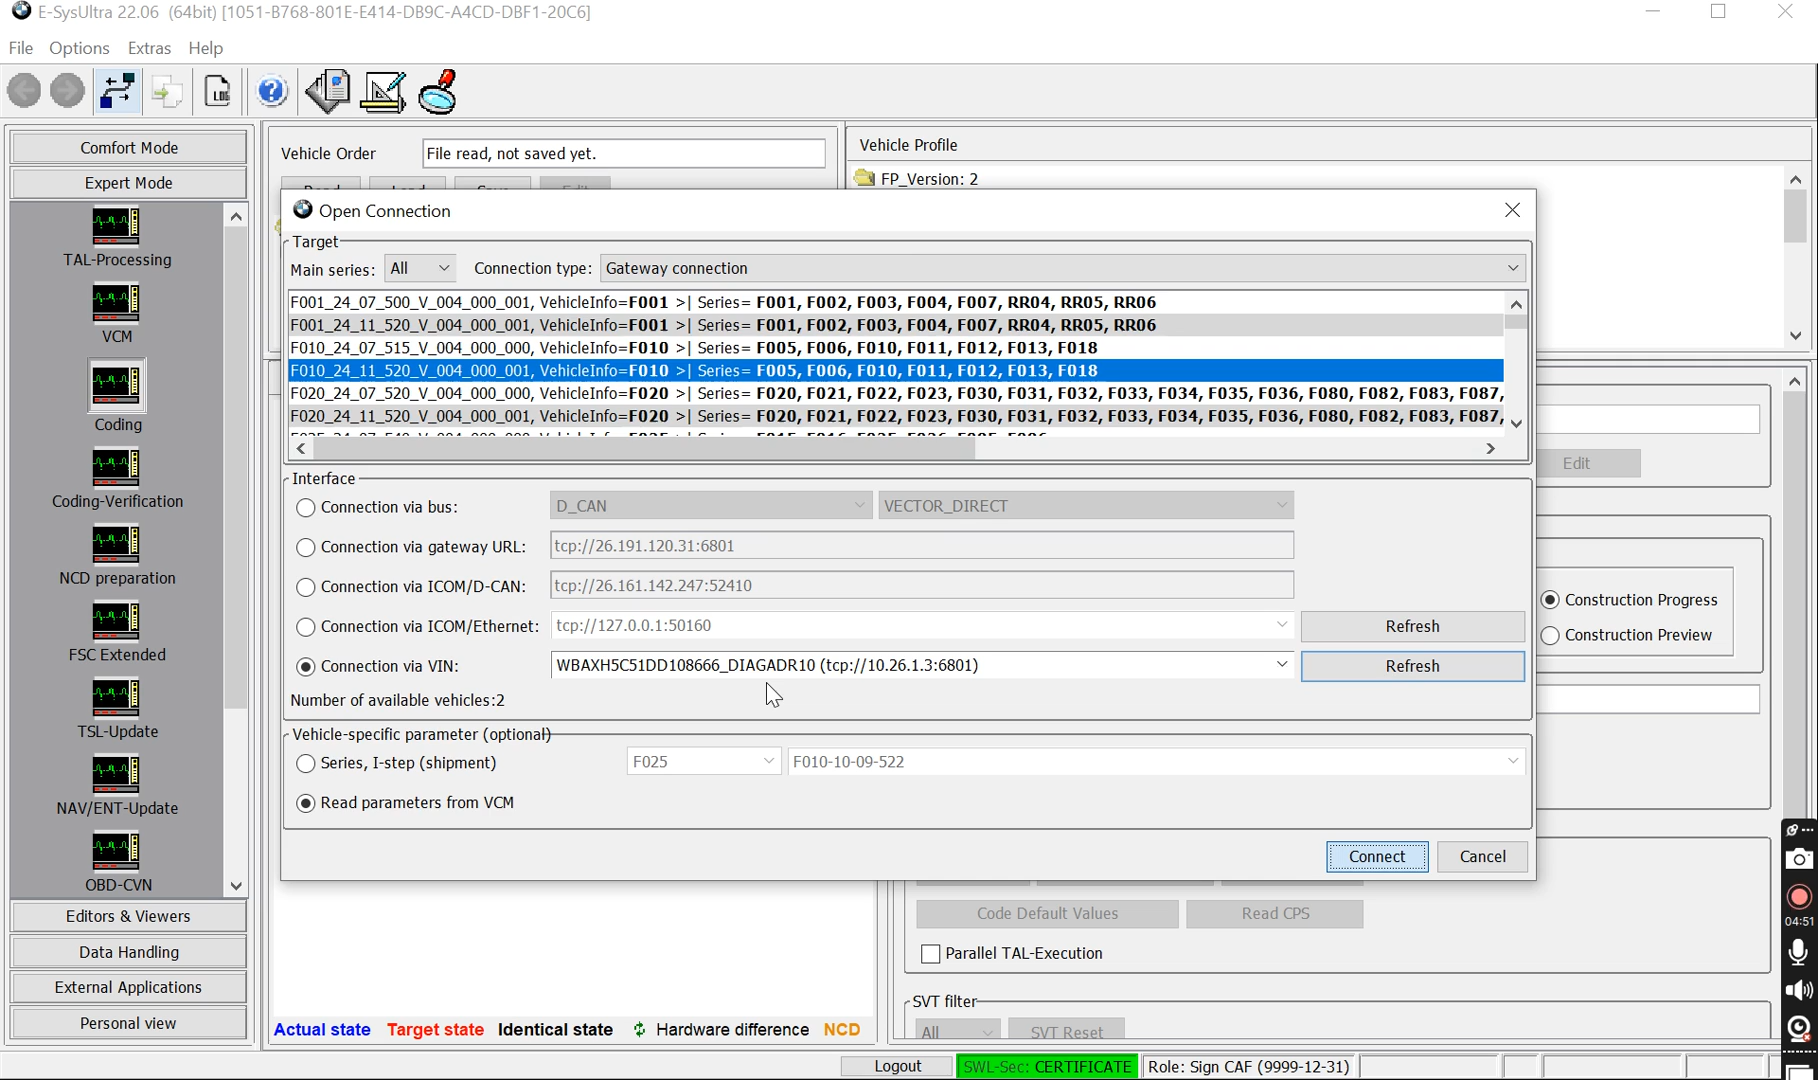 E-SysUltra 22.06 (64bit) [1051-B768-801E-E414-DB9C-A4CD-DBF1-20C6]
File Options Extras Help
LOG
Comfort Mode
Expert Mode
TAL-Processing
VCM
Coding
Coding-Verification
NCD preparation
FSC Extended
TSL-Update
NAV/ENT-Update
OBD-CVN
Editors & Viewers
Data Handling
External Applications
Personal view
Vehicle Order File read, not saved yet.
Vehicle Profile
FP_Version: 2
Open Connection
Target
Main series: All Connection type: Gateway connection
F001_24_07_500_V_004_000_001, VehicleInfo=F001 >| Series= F001, F002, F003, F004, F007, RR04, RR05, RR06
F001_24_11_520_V_004_000_001, VehicleInfo=F001 >| Series= F001, F002, F003, F004, F007, RR04, RR05, RR06
F010_24_07_515_V_004_000_000, VehicleInfo=F010 >| Series= F005, F006, F010, F011, F012, F013, F018
F010_24_11_520_V_004_000_001, VehicleInfo=F010 >| Series= F005, F006, F010, F011, F012, F013, F018
F020_24_07_520_V_004_000_000, VehicleInfo=F020 >| Series= F020, F021, F022, F023, F030, F031, F032, F033, F034, F035, F036, F080, F082, F083, F087,
F020_24_11_520_V_004_000_001, VehicleInfo=F020 >| Series= F020, F021, F022, F023, F030, F031, F032, F033, F034, F035, F036, F080, F082, F083, F087,
Interface
Connection via bus: D_CAN VECTOR_DIRECT
Connection via gateway URL: tcp://26.191.120.31:6801
Connection via ICOM/D-CAN: tcp://26.161.142.247:52410
Connection via ICOM/Ethernet: tcp://127.0.0.1:50160 Refresh
Connection via VIN: WBAXH5C51DD108666_DIAGADR10 (tcp://10.26.1.3:6801) Refresh
Number of available vehicles:2
Vehicle-specific parameter (optional)
Series, I-step (shipment) F025 F010-10-09-522
Read parameters from VCM
Connect Cancel
Edit
Construction Progress
Construction Preview
Code Default Values Read CPS
Parallel TAL-Execution
SVT filter
All SVT Reset
Actual state Target state Identical state Hardware difference NCD
Logout SWL-Sec: CERTIFICATE Role: Sign CAF (9999-12-31)
04:51